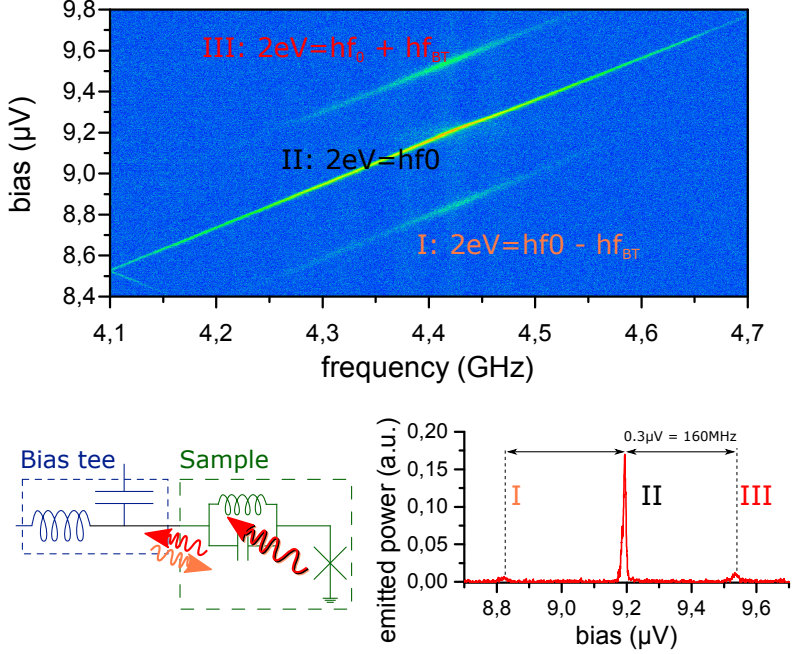 9,8
III: 2eV=hf₀ + hf_BT
9,6
9,4
9,2
II: 2eV=hf0
9,0
8,8
I: 2eV=hf0 - hf_BT
8,6
8,4
bias (µV)
4,1 4,2 4,3 4,4 4,5 4,6 4,7
frequency (GHz)
Bias tee
Sample
0,20
0.3µV = 160MHz
0,15
I II III
0,10
0,05
0,00
emitted power (a.u.)
8,8 9,0 9,2 9,4 9,6
bias (µV)